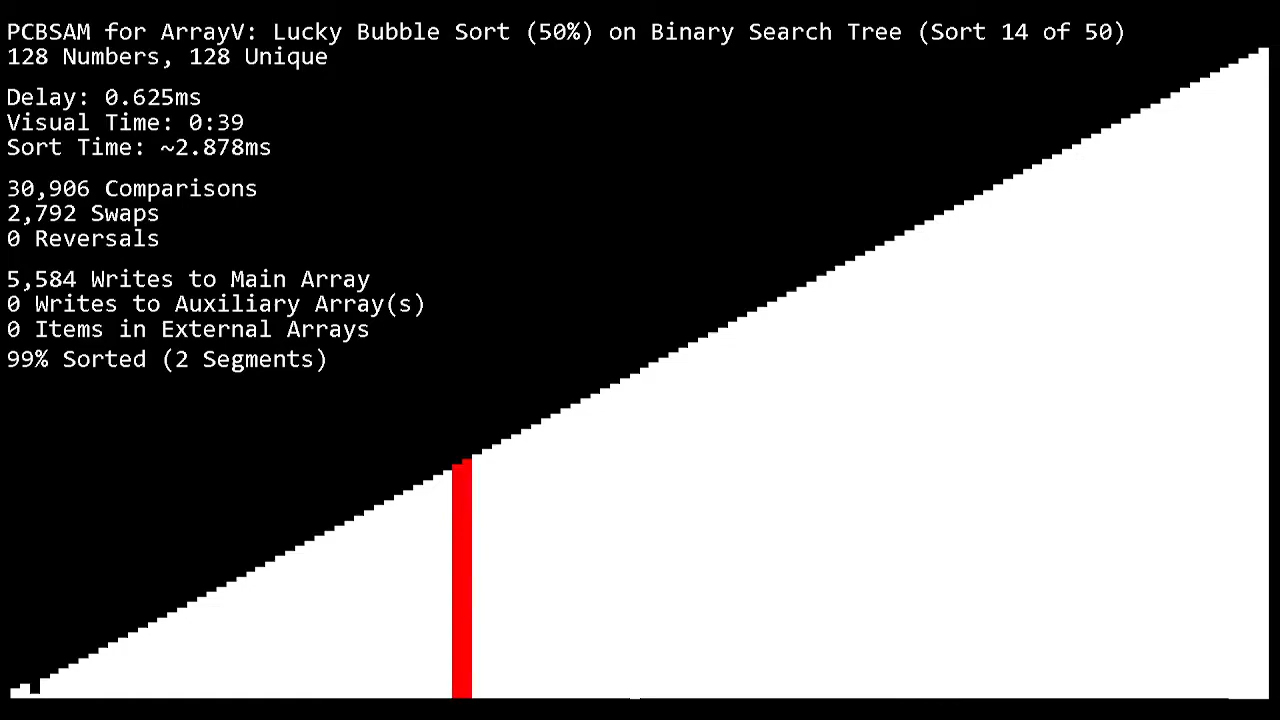 PCBSAM for ArrayV: Lucky Bubble Sort (50%) on Binary Search Tree (Sort 14 of 50)
128 Numbers, 128 Unique
Delay: 0.625ms
Visual Time: 0:39
Sort Time: ~2.878ms
30,906 Comparisons
2,792 Swaps
0 Reversals
5,584 Writes to Main Array
0 Writes to Auxiliary Array(s)
0 Items in External Arrays
99% Sorted (2 Segments)